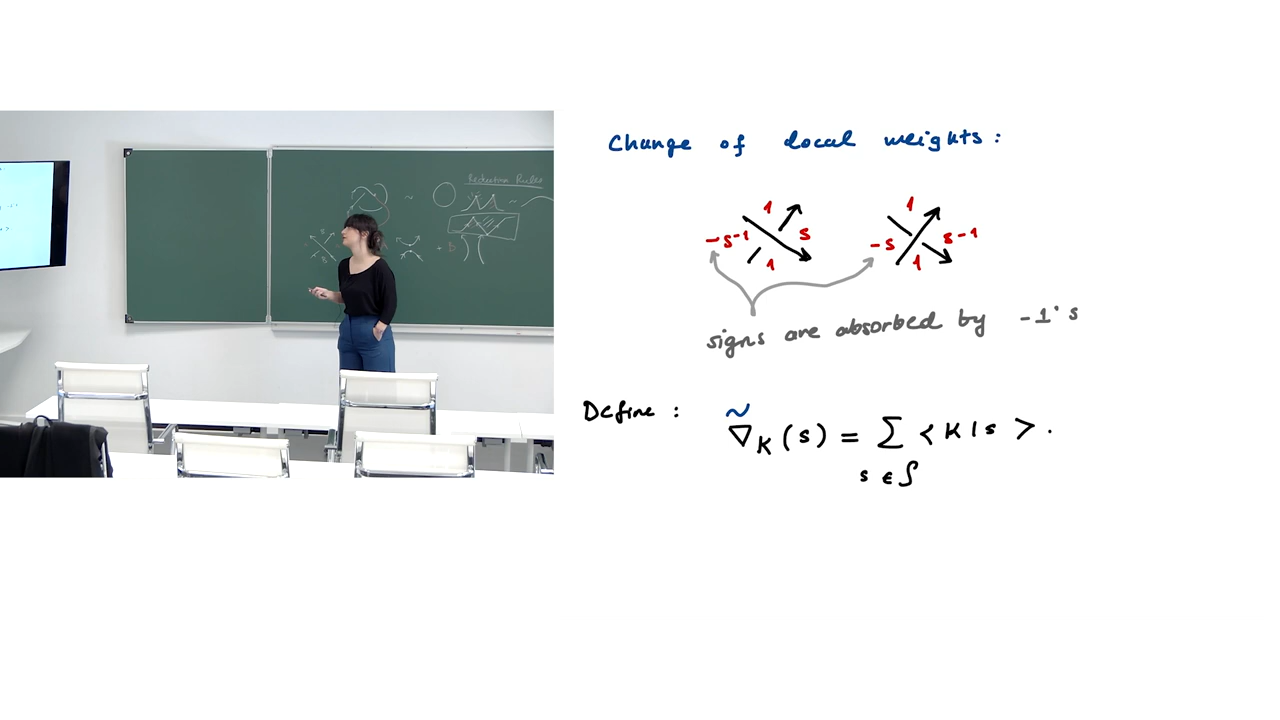 Reduction Rules
Change of local weights:
1
-s-1
s
1
1
-s
s-1
1
signs are absorbed by -1's
Define: ∇̃K(s) = ∑ <K|s>.
s ∈ S